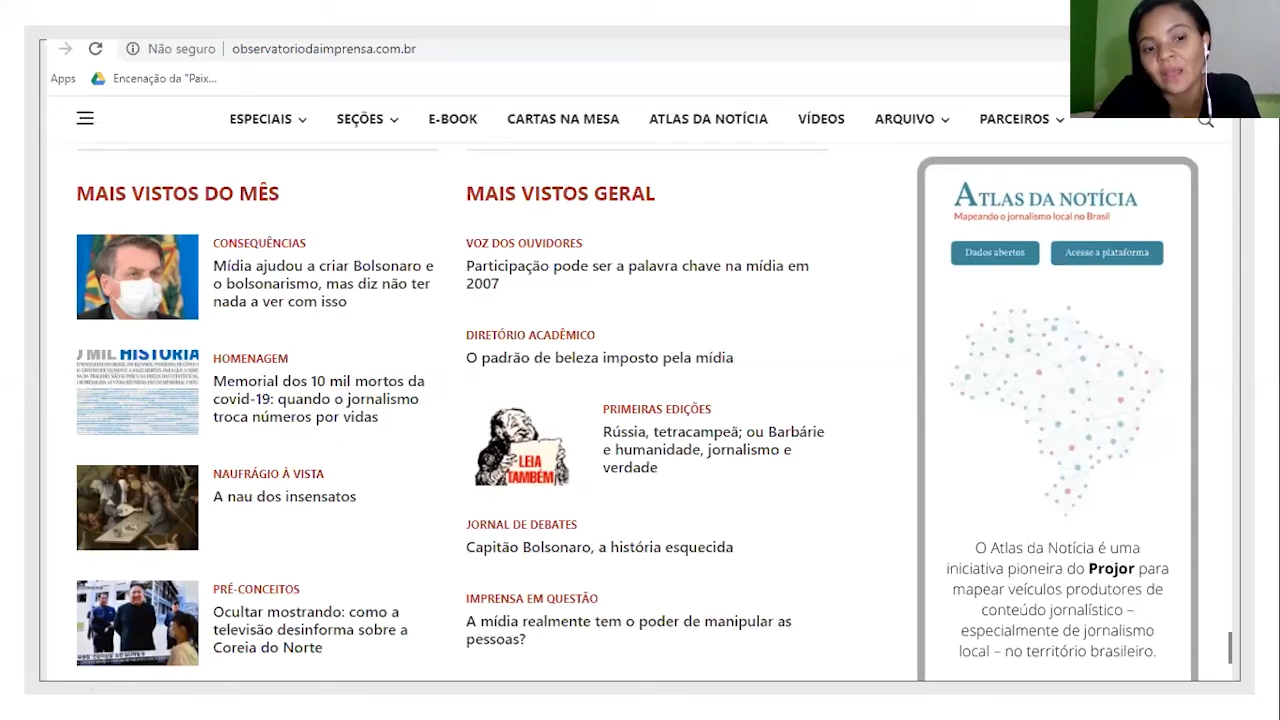 Não seguro | observatoriodaimprensa.com.br
Apps Encenação da "Paix...
ESPECIAIS SEÇÕES E-BOOK CARTAS NA MESA ATLAS DA NOTÍCIA VÍDEOS ARQUIVO PARCEIROS
MAIS VISTOS DO MÊS
CONSEQUÊNCIAS
Mídia ajudou a criar Bolsonaro e
o bolsonarismo, mas diz não ter
nada a ver com isso
HISTORIA
HOMENAGEM
Memorial dos 10 mil mortos da
covid-19: quando o jornalismo
troca números por vidas
NAUFRÁGIO À VISTA
A nau dos insensatos
PRÉ-CONCEITOS
Ocultar mostrando: como a
televisão desinforma sobre a
Coreia do Norte
MAIS VISTOS GERAL
VOZ DOS OUVIDORES
Participação pode ser a palavra chave na mídia em
2007
DIRETÓRIO ACADÊMICO
O padrão de beleza imposto pela mídia
LEIA
TAMBÉM
PRIMEIRAS EDIÇÕES
Rússia, tetracampeã; ou Barbárie
e humanidade, jornalismo e
verdade
JORNAL DE DEBATES
Capitão Bolsonaro, a história esquecida
IMPRENSA EM QUESTÃO
A mídia realmente tem o poder de manipular as
pessoas?
ATLAS DA NOTÍCIA
Mapeando o jornalismo local no Brasil
Dados abertos Acesse a plataforma
O Atlas da Notícia é uma
iniciativa pioneira do Projor para
mapear veículos produtores de
conteúdo jornalístico –
especialmente de jornalismo
local – no território brasileiro.